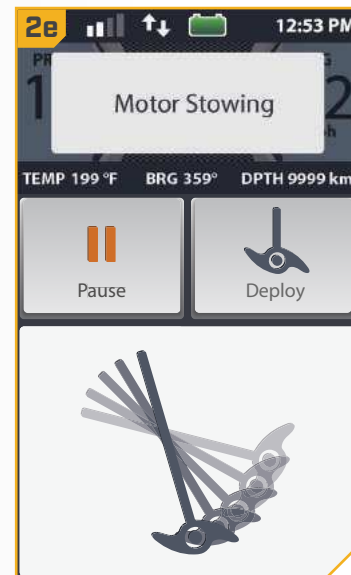 2e 12:53 PM
Motor Stowing
TEMP 199 °F BRG 359° DPTH 9999 km
Pause Deploy